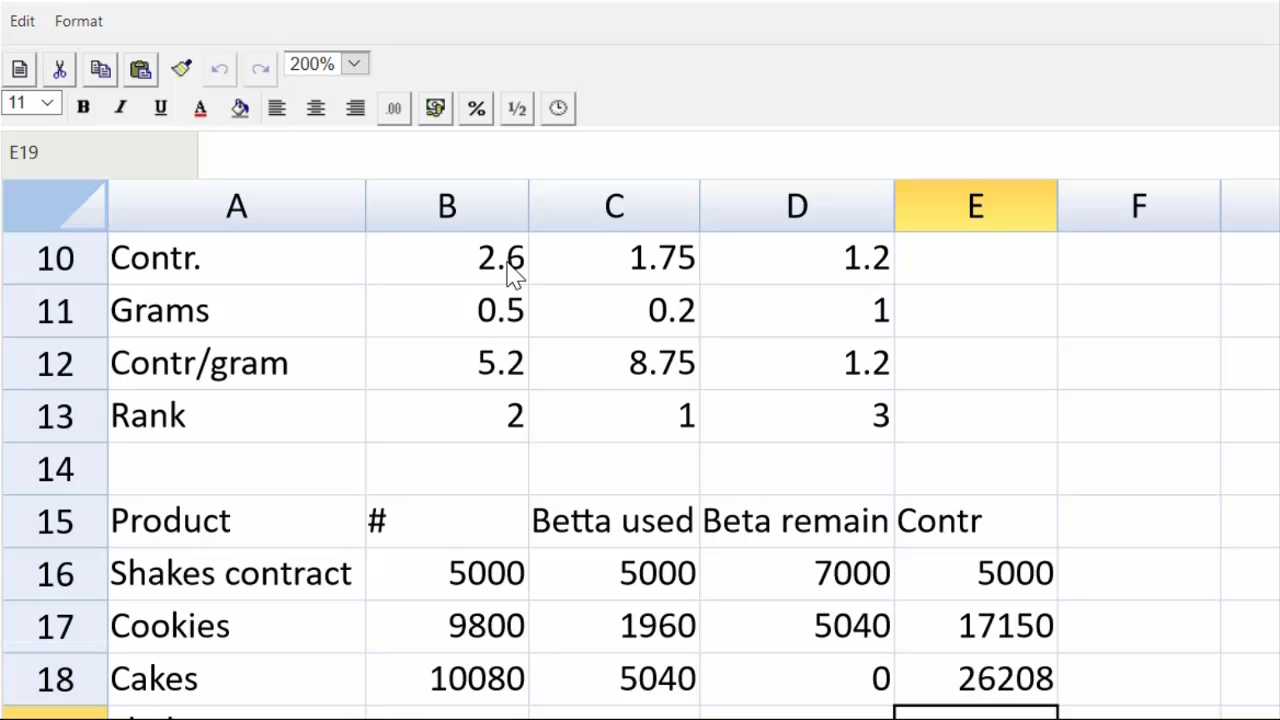 Edit Format
200%
11 B I U A .00 % 1/2
E19
A B C D E F
10 Contr. 2.6 1.75 1.2
11 Grams 0.5 0.2 1
12 Contr/gram 5.2 8.75 1.2
13 Rank 2 1 3
14
15 Product # Betta used Beta remain Contr
16 Shakes contract 5000 5000 7000 5000
17 Cookies 9800 1960 5040 17150
18 Cakes 10080 5040 0 26208